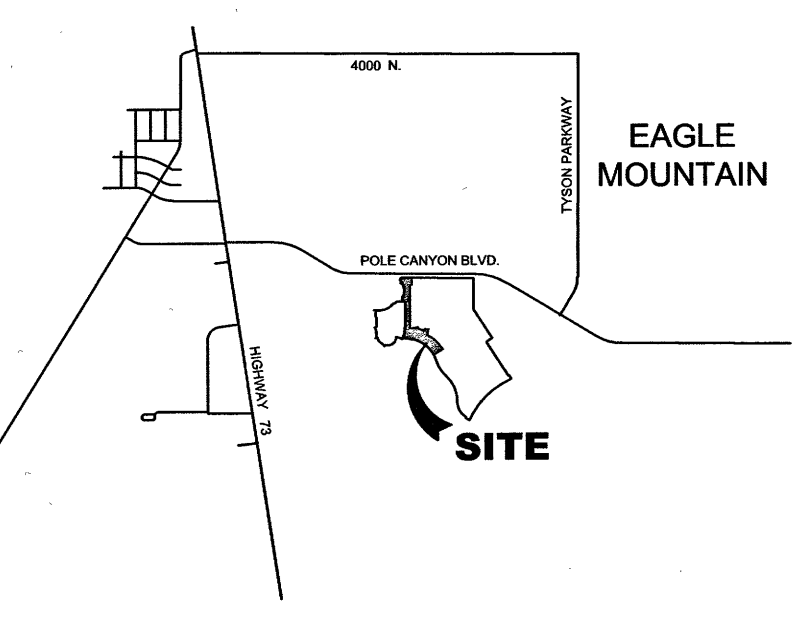 4000 N.
TYSON PARKWAY
EAGLE
MOUNTAIN
POLE CANYON BLVD.
HIGHWAY 73
SITE